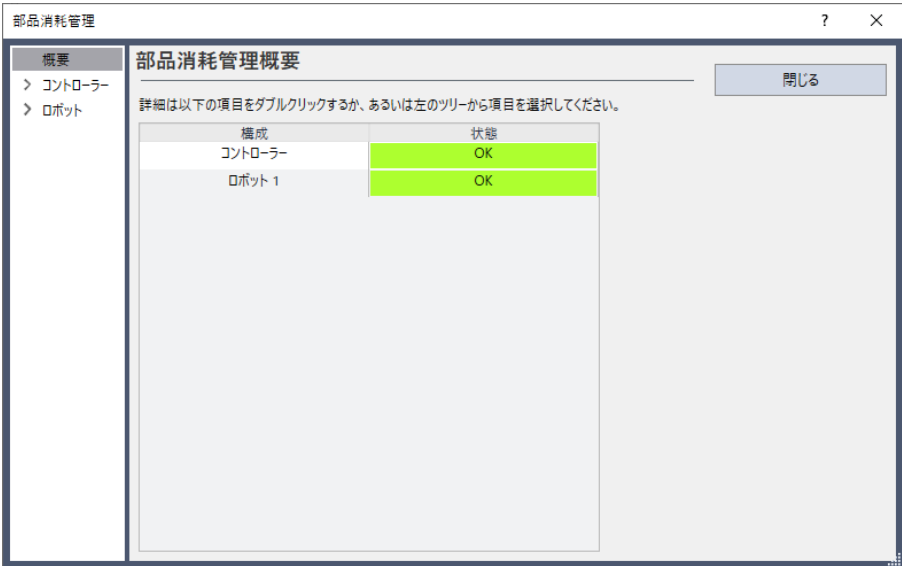 部品消耗管理
?
概要
コントローラー
ロボット
部品消耗管理概要
閉じる
詳細は以下の項目をダブルクリックするか、あるいは左のツリーから項目を選択してください。
構成 状態
コントローラー OK
ロボット 1 OK